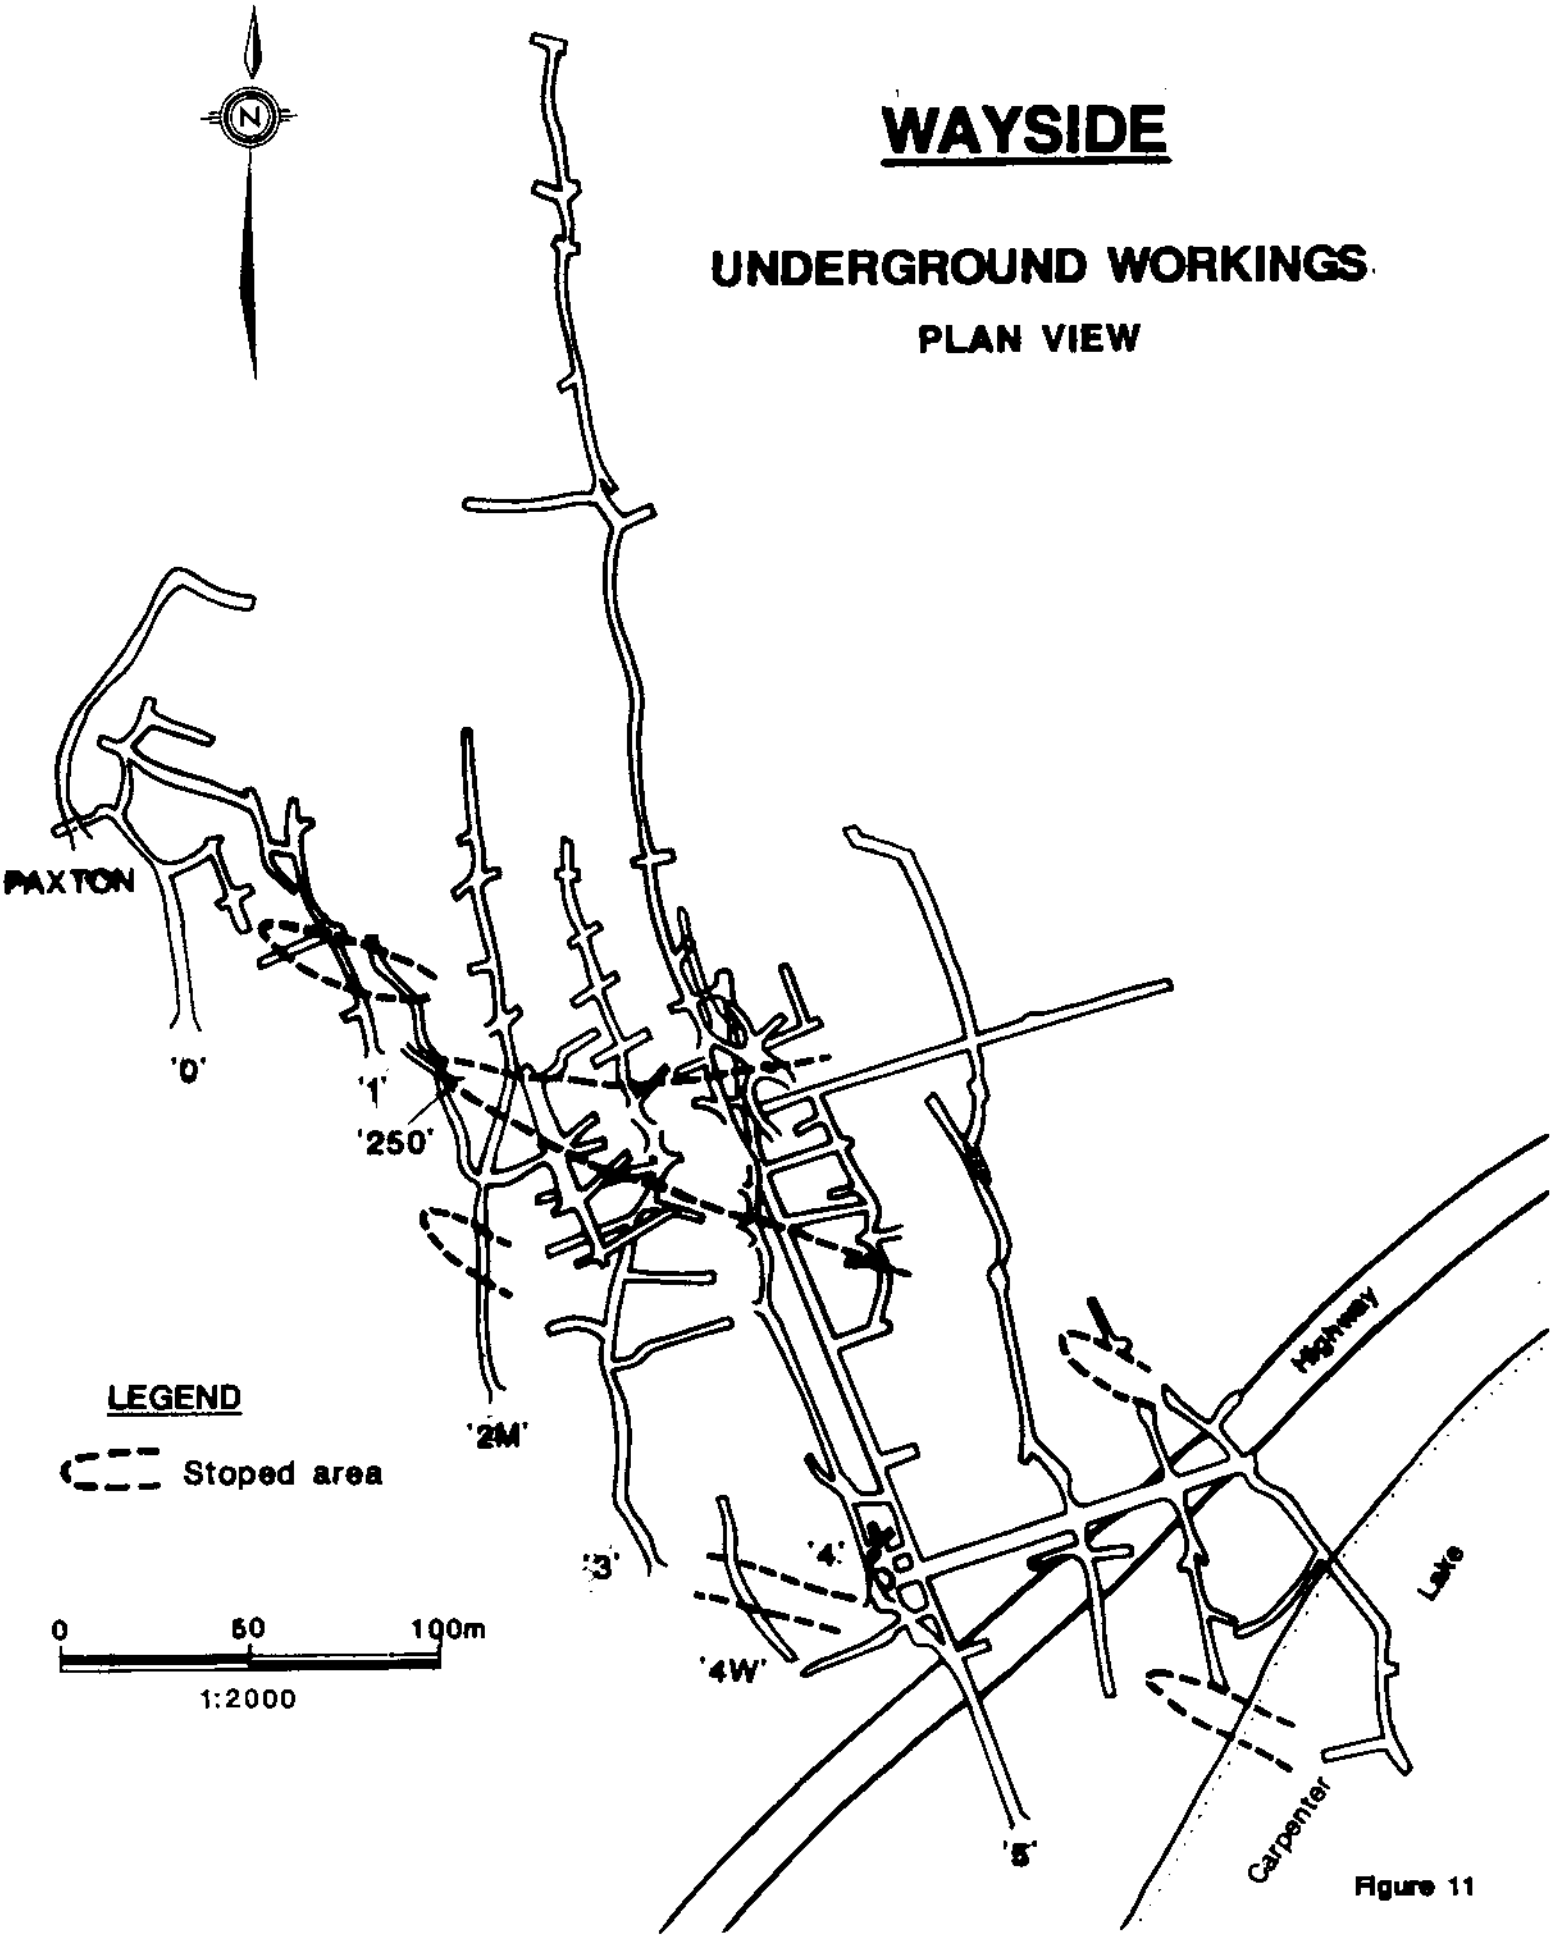 N
WAYSIDE
UNDERGROUND WORKINGS
PLAN VIEW
PAXTON
'0'
'1'
'250'
Highway
LEGEND
Stoped area
'2M'
'3'
'4'
Lake
0 50 100m
1:2000
'4W'
'5'
Carpenter
Figure 11